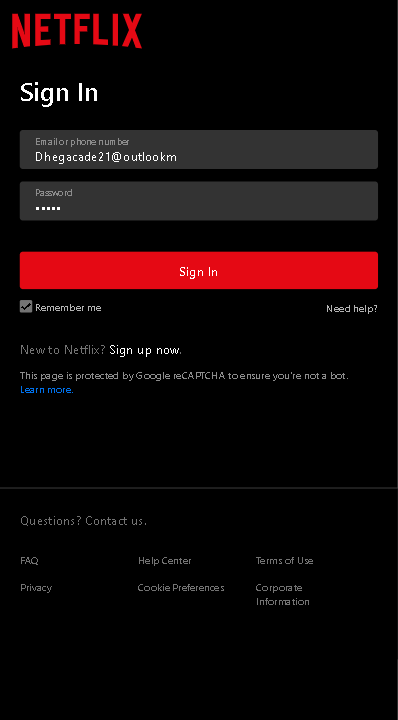 NETFLIX
Sign In
Email or phone number
Dhegacade21@outlookm
Password
Sign In
Remember me
Need help?
New to Netflix? Sign up now.
This page is protected by Google reCAPTCHA to ensure you're not a bot.
Learn more.
Questions? Contact us.
FAQ
Help Center
Terms of Use
Privacy
Cookie Preferences
Corporate
Information